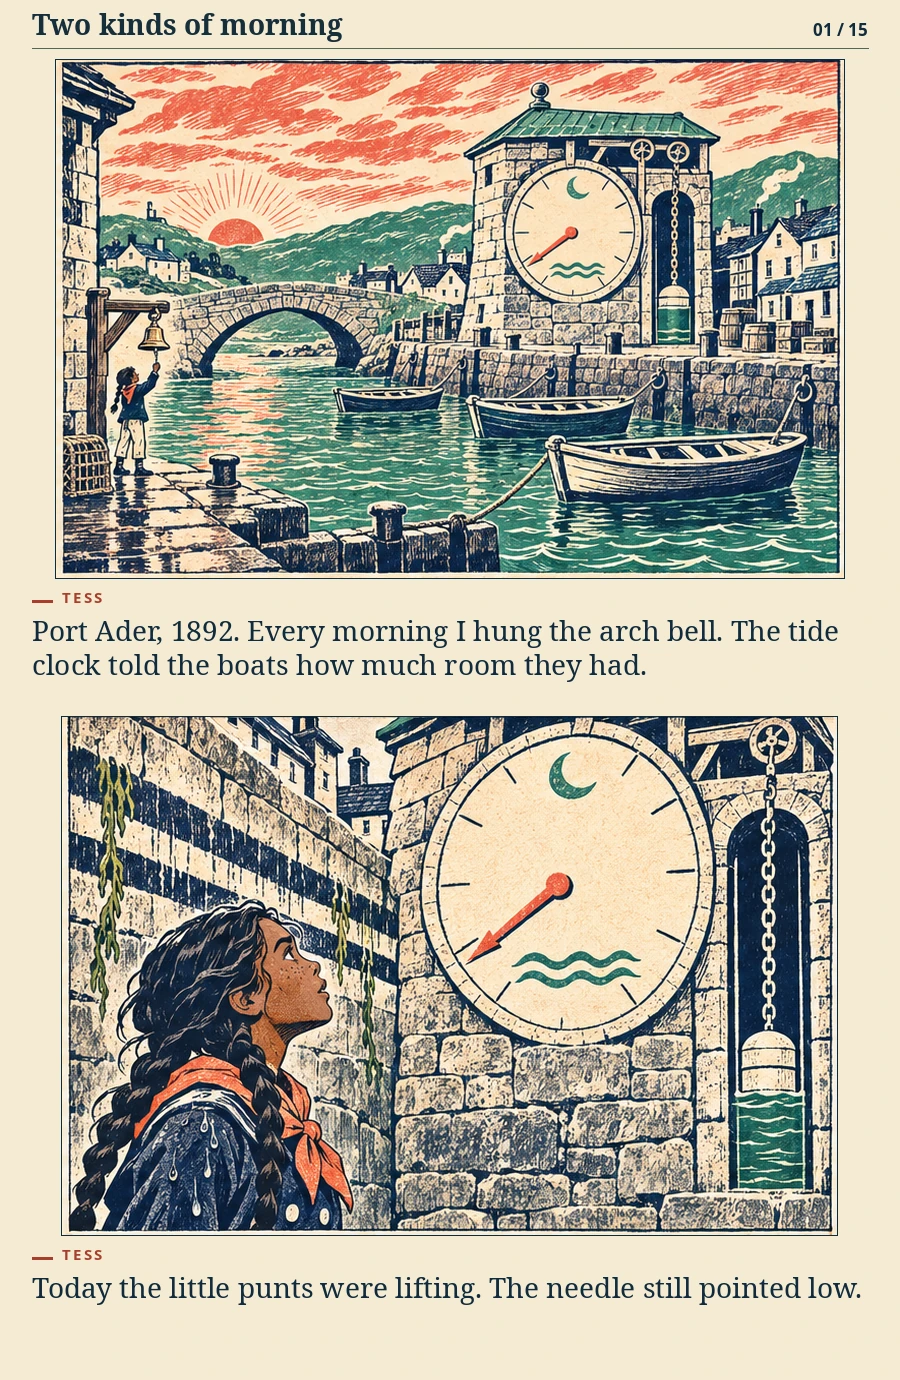 Two kinds of morning
01 / 15
TESS
Port Ader, 1892. Every morning I hung the arch bell. The tide
clock told the boats how much room they had.
TESS
Today the little punts were lifting. The needle still pointed low.